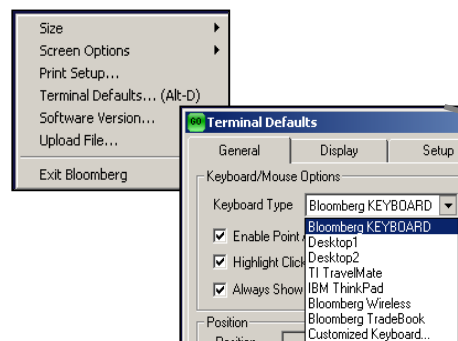 Size
Screen Options
Print Setup...
Terminal Defaults... (Alt-D)
Software Version...
Upload File...
Exit Bloomberg
GO Terminal Defaults
General Display Setup
Keyboard/Mouse Options
Keyboard Type Bloomberg KEYBOARD
Bloomberg KEYBOARD
Enable Point
Desktop1
Desktop2
Highlight Click
TI TravelMate
IBM ThinkPad
Always Show
Bloomberg Wireless
Bloomberg TradeBook
Position
Customized Keyboard...
Position